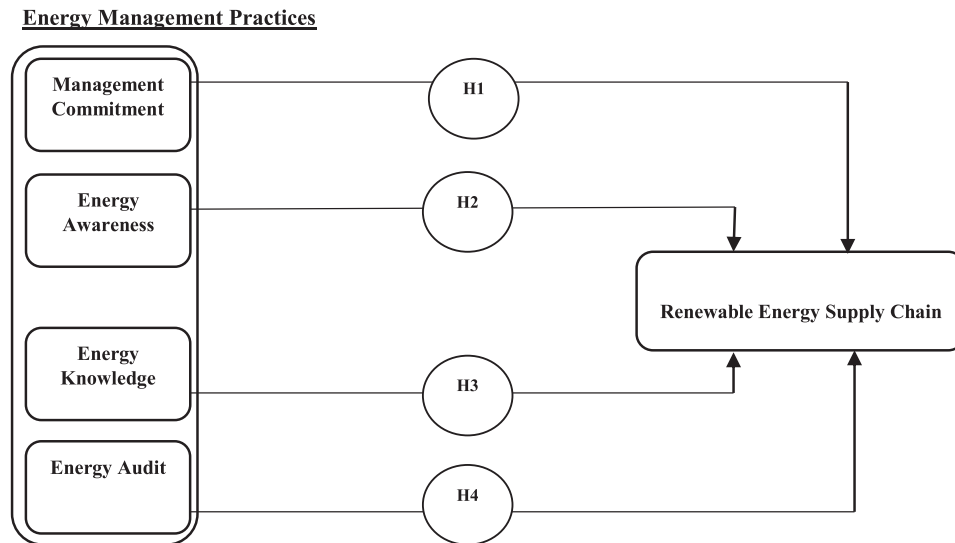 Energy Management Practices
Management
Commitment
H1
Energy
Awareness
H2
Renewable Energy Supply Chain
Energy
Knowledge
H3
Energy Audit
H4